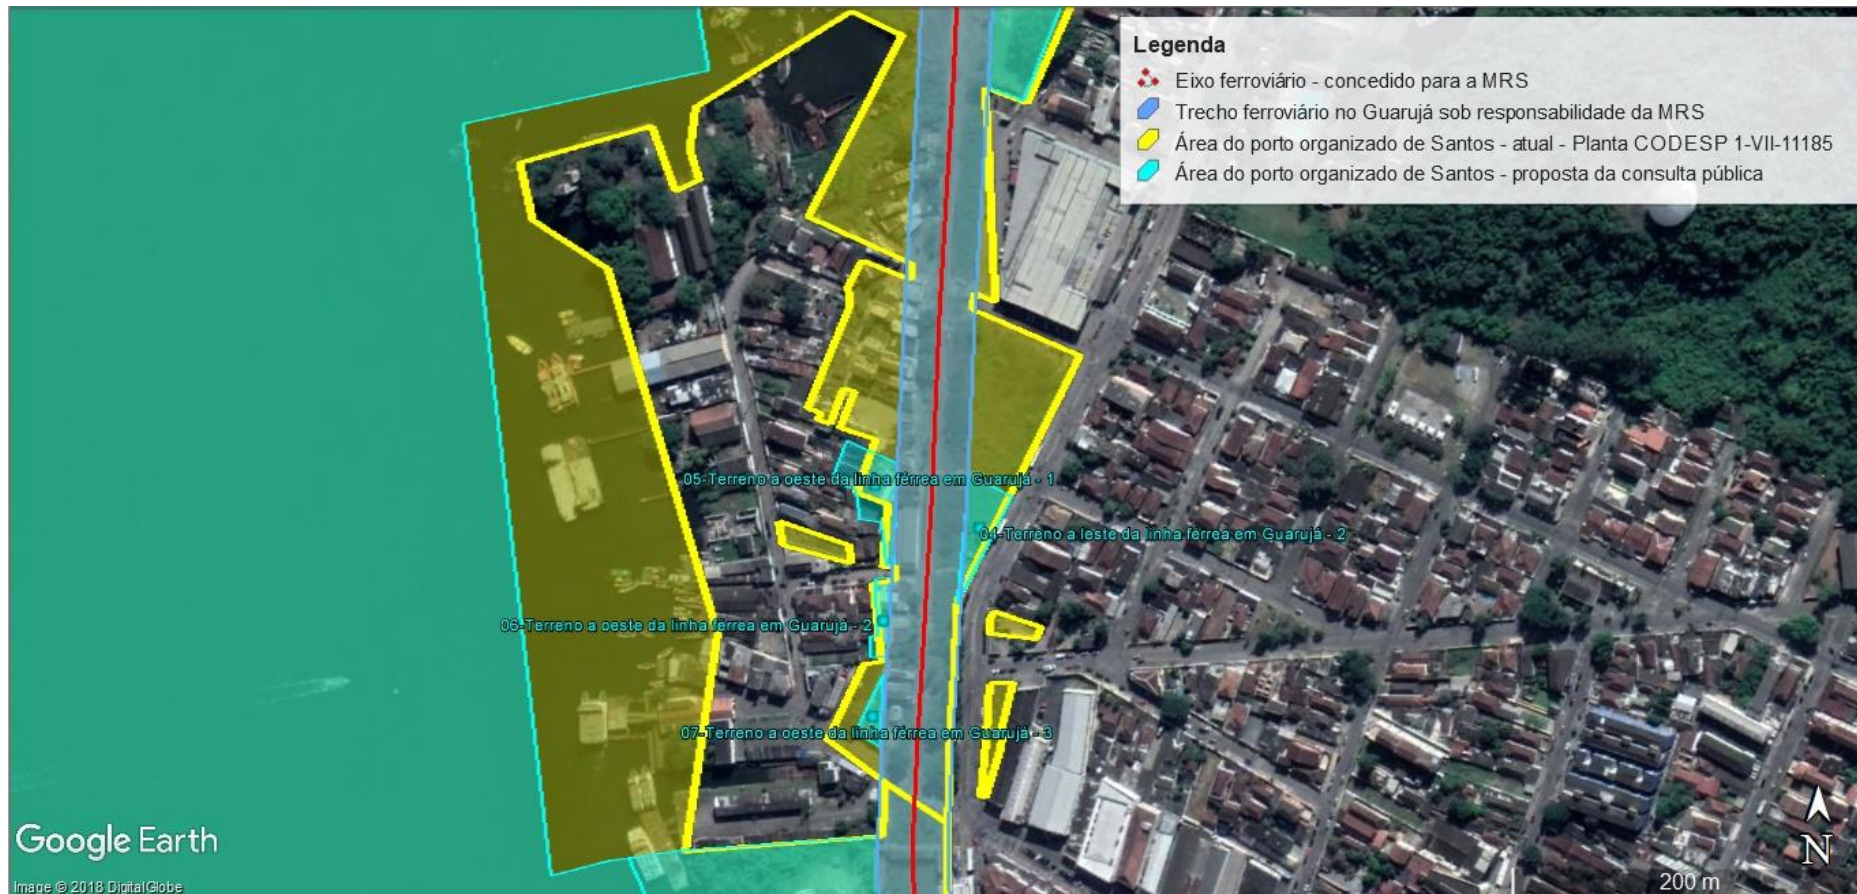 Legenda
Eixo ferroviário - concedido para a MRS
Trecho ferroviário no Guarujá sob responsabilidade da MRS
Área do porto organizado de Santos - atual - Planta CODESP 1-VII-11185
Área do porto organizado de Santos - proposta da consulta pública
05-Terreno a oeste da linha férrea em Guarujá - 1
04-Terreno a leste da linha férrea em Guarujá - 2
06-Terreno a oeste da linha férrea em Guarujá - 2
07-Terreno a oeste da linha férrea em Guarujá - 3
Google Earth
N
Image © 2018 DigitalGlobe
200 m